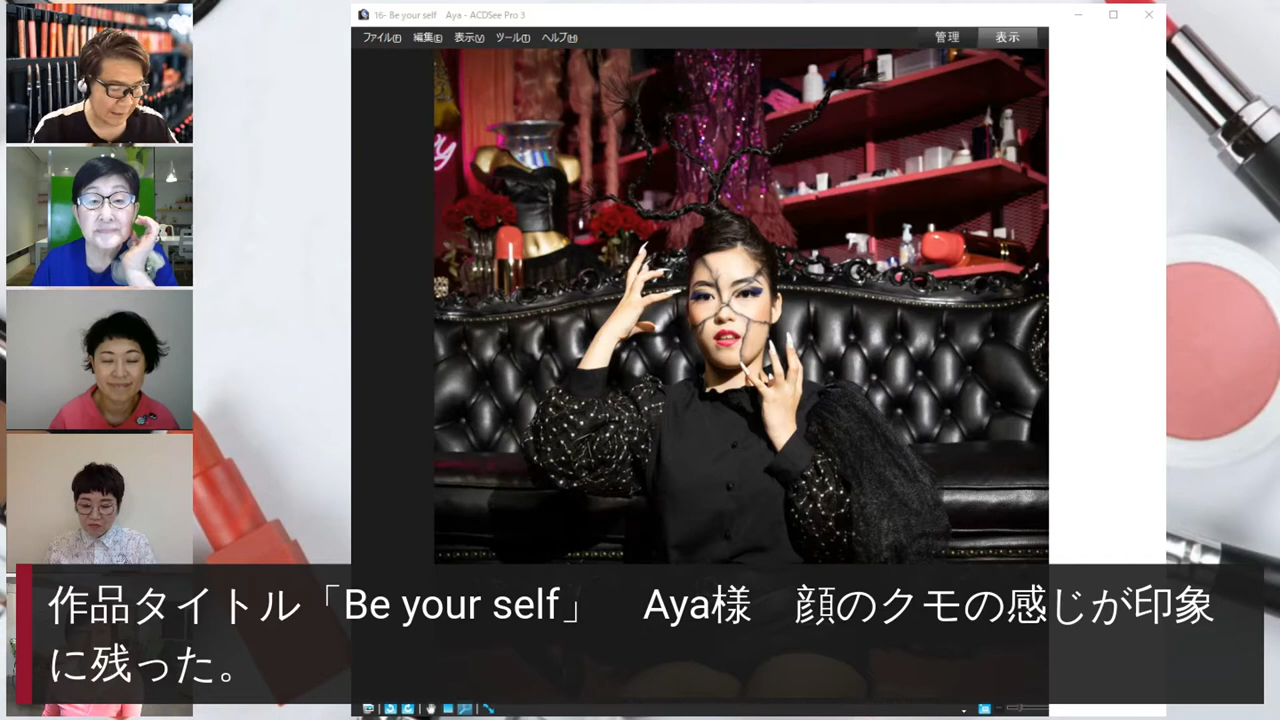 16- Be your self　Aya - ACDSee Pro 3
ファイル(F) 編集(E) 表示(V) ツール(T) ヘルプ(H) 管理 表示
作品タイトル「Be your self」　Aya様　顔のクモの感じが印象
に残った。